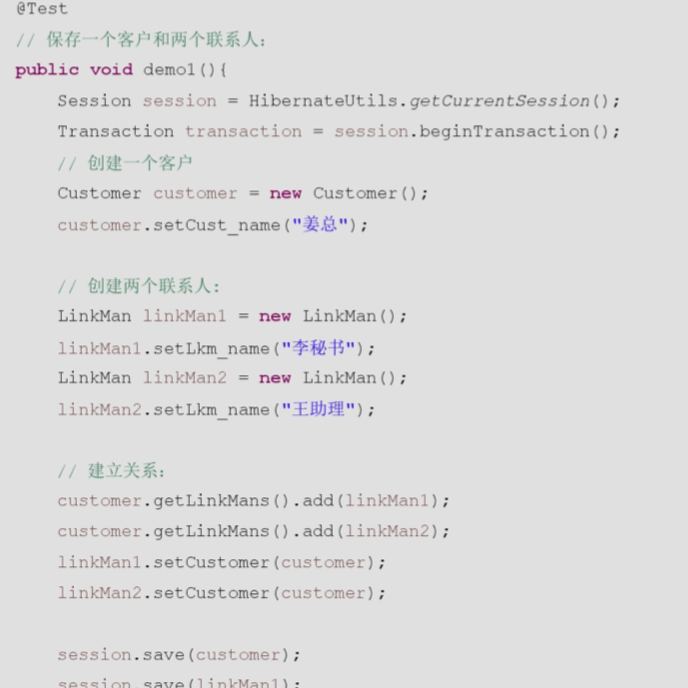 @Test
// 保存一个客户和两个联系人:
public void demo1(){
Session session = HibernateUtils.getCurrentSession();
Transaction transaction = session.beginTransaction();
// 创建一个客户
Customer customer = new Customer();
customer.setCust_name("姜总");
// 创建两个联系人:
LinkMan linkMan1 = new LinkMan();
linkMan1.setLkm_name("李秘书");
LinkMan linkMan2 = new LinkMan();
linkMan2.setLkm_name("王助理");
// 建立关系:
customer.getLinkMans().add(linkMan1);
customer.getLinkMans().add(linkMan2);
linkMan1.setCustomer(customer);
linkMan2.setCustomer(customer);
session.save(customer);
session.save(linkMan1);